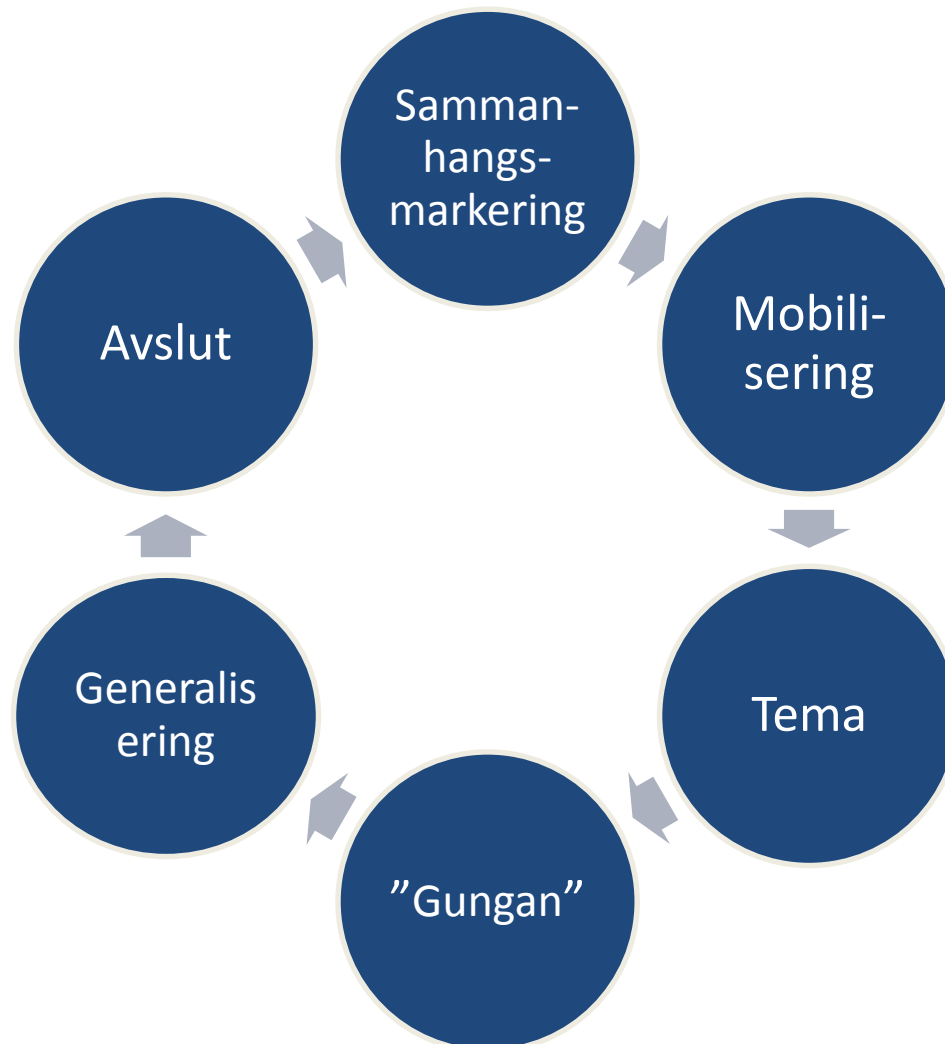 Samman-
hangs-
markering
Mobili-
sering
Tema
”Gungan”
Generalis
ering
Avslut